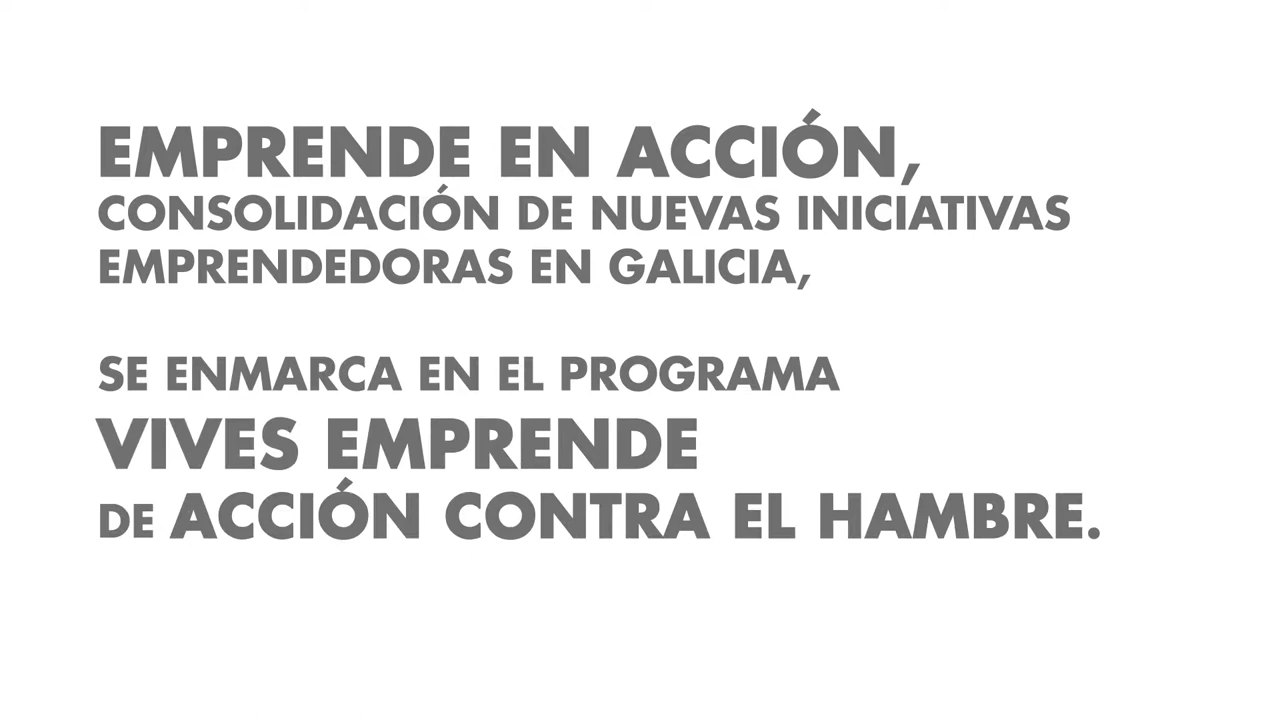 EMPRENDE EN ACCIÓN,
CONSOLIDACIÓN DE NUEVAS INICIATIVAS
EMPRENDEDORAS EN GALICIA,
SE ENMARCA EN EL PROGRAMA
VIVES EMPRENDE
DE ACCIÓN CONTRA EL HAMBRE.